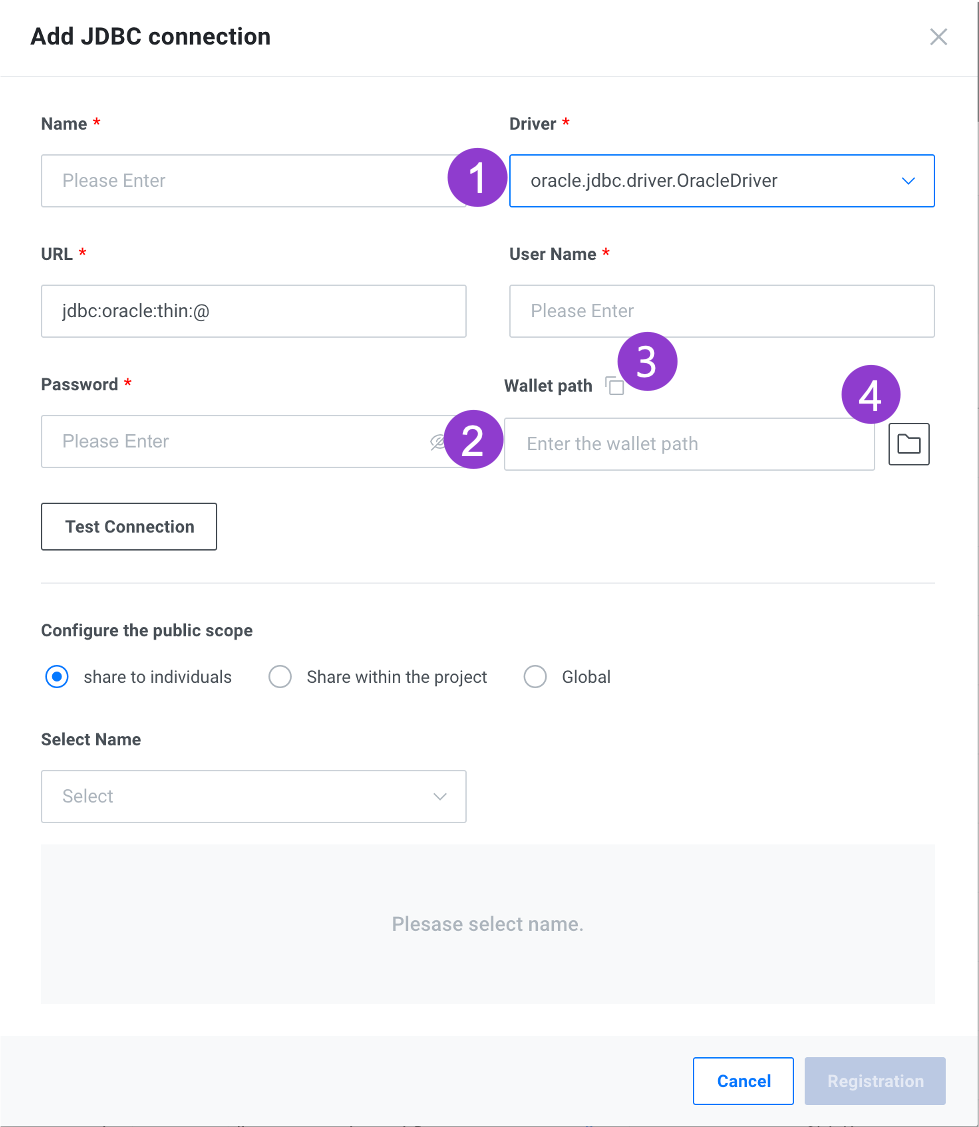 Add JDBC connection
Name *
Driver *
Please Enter
1
oracle.jdbc.driver.OracleDriver
URL *
User Name *
jdbc:oracle:thin:@
Please Enter
Password *
Wallet path
3
4
Please Enter
2
Enter the wallet path
Test Connection
Configure the public scope
share to individuals
Share within the project
Global
Select Name
Select
Plesase select name.
Cancel
Registration